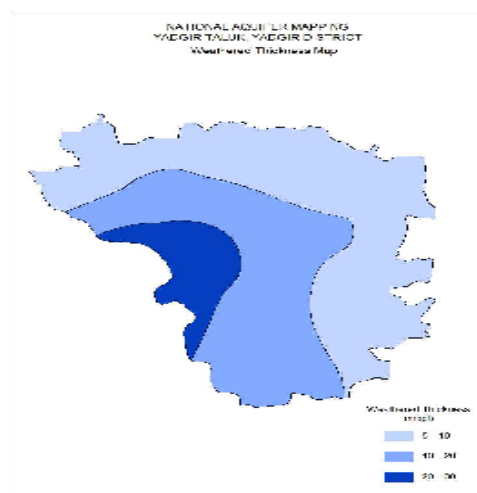 NATIONAL AQUIFER MAPPING
YADGIR TALUK, YADGIR DISTRICT
Weathered Thickness Map
Weathered Thickness
5 - 10
10 - 20
20 - 30